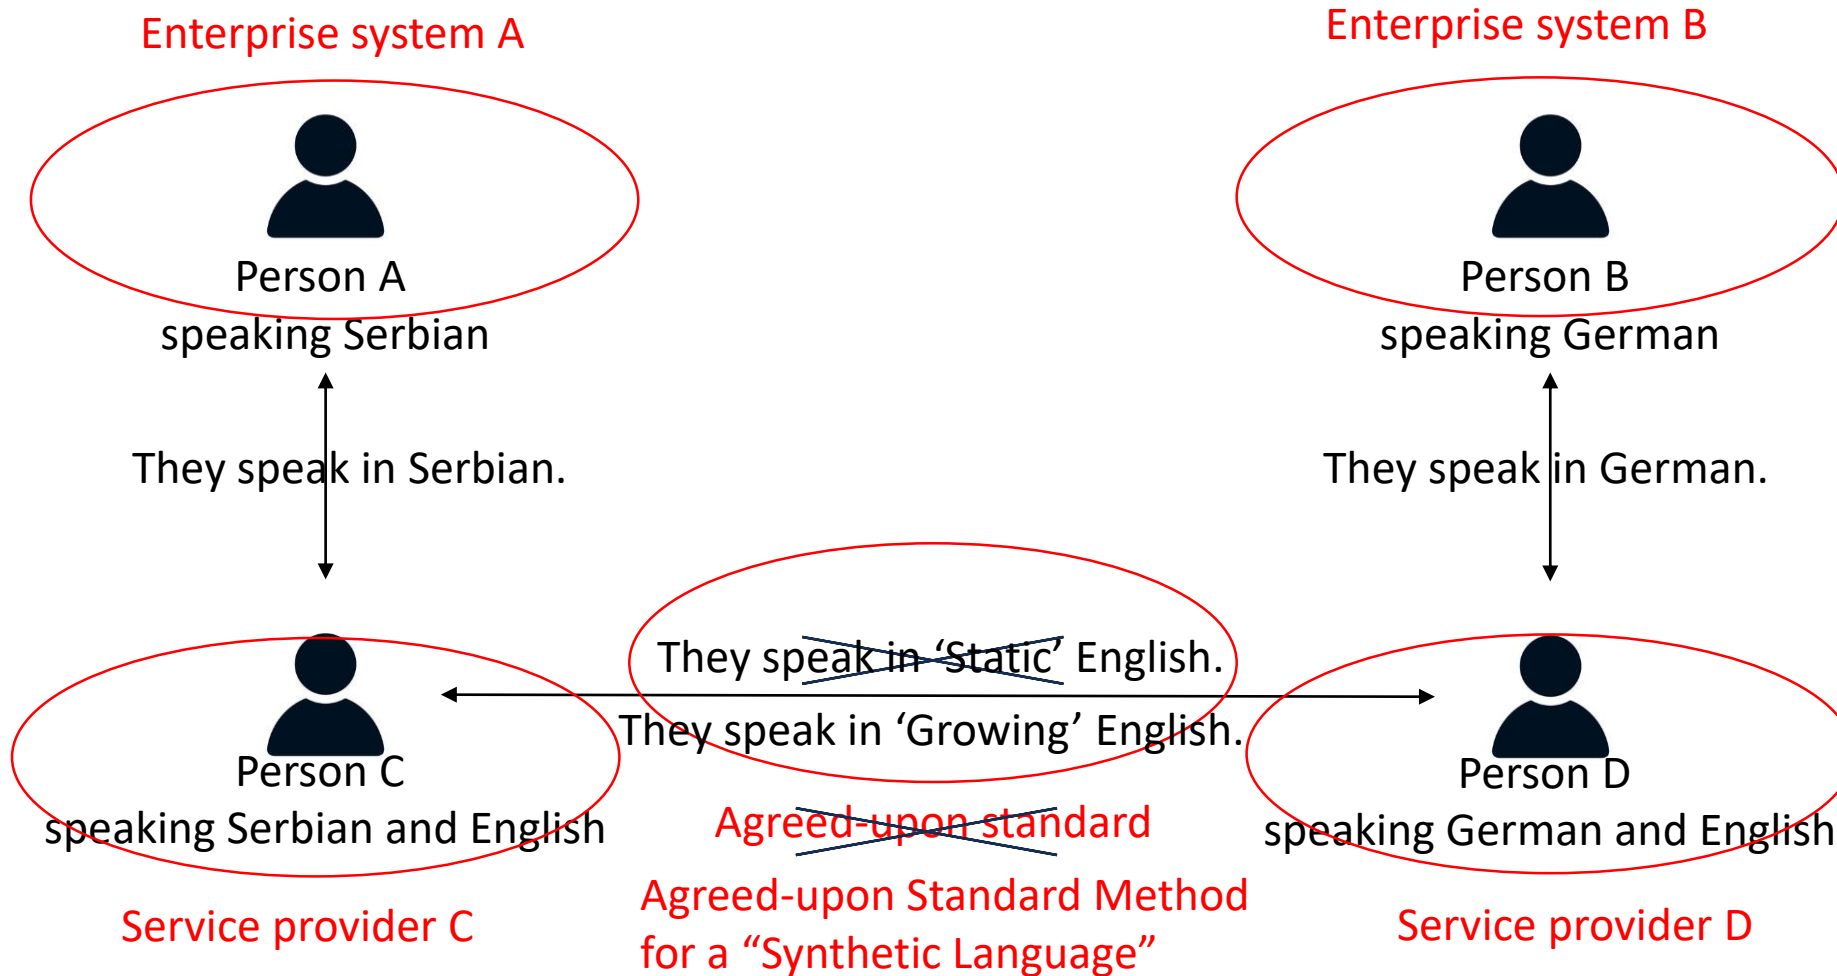 Enterprise system A
Enterprise system B
Person A
speaking Serbian
Person B
speaking German
They speak in Serbian.
They speak in German.
They speak in ‘Static’ English.
They speak in ‘Growing’ English.
Person C
speaking Serbian and English
Person D
speaking German and English
Agreed-upon standard
Agreed-upon Standard Method
for a “Synthetic Language”
Service provider C
Service provider D